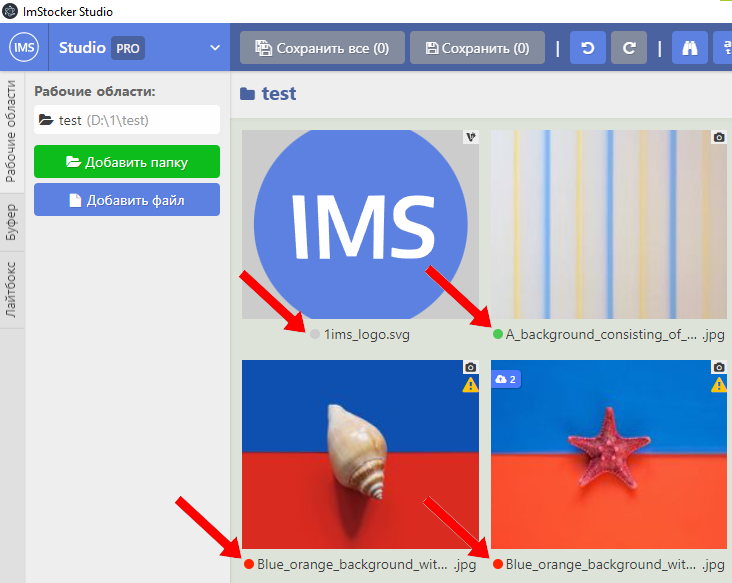 ImStocker Studio
IMS Studio PRO
Сохранить все (0) Сохранить (0)
Рабочие области
Буфер
Лайтбокс
Рабочие области:
test (D:\1\test)
Добавить папку
Добавить файл
test
IMS
1ims_logo.svg
A_background_consisting_of_... .jpg
2
Blue_orange_background_wit... .jpg
Blue_orange_background_wit... .jpg